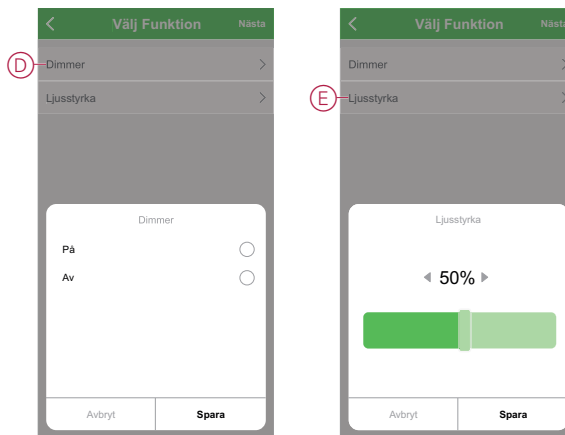 Välj Funktion Nästa
D Dimmer
Ljusstyrka
Dimmer
På
Av
Avbryt Spara
Välj Funktion Nästa
Dimmer
E Ljusstyrka
Ljusstyrka
50%
Avbryt Spara